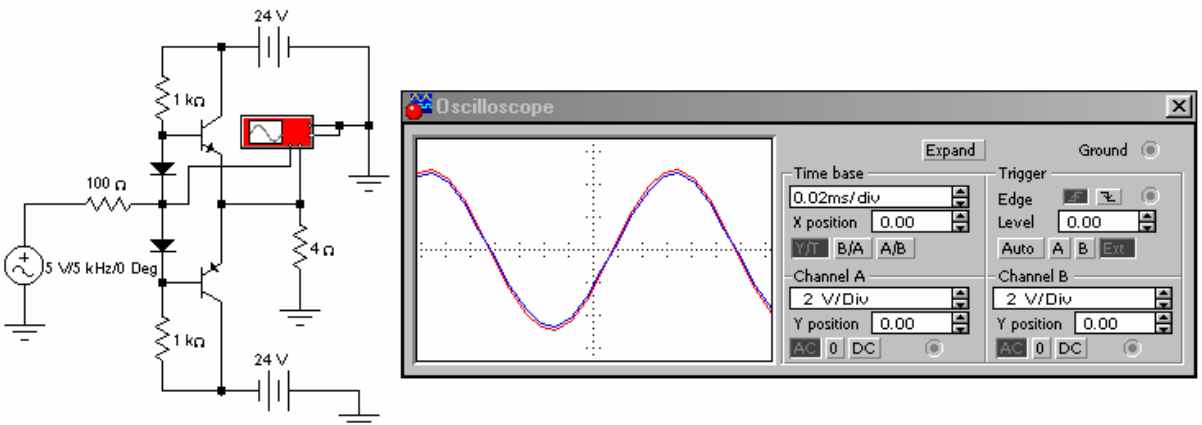 24 V
1 kΩ
100 Ω
5 V/5 kHz/0 Deg
4 Ω
1 kΩ
24 V
Oscilloscope
Expand
Ground
Time base
0.02ms/div
X position 0.00
Y/T B/A A/B
Trigger
Edge
Level 0.00
Auto A B Ext
Channel A
2 V/Div
Y position 0.00
AC 0 DC
Channel B
2 V/Div
Y position 0.00
AC 0 DC